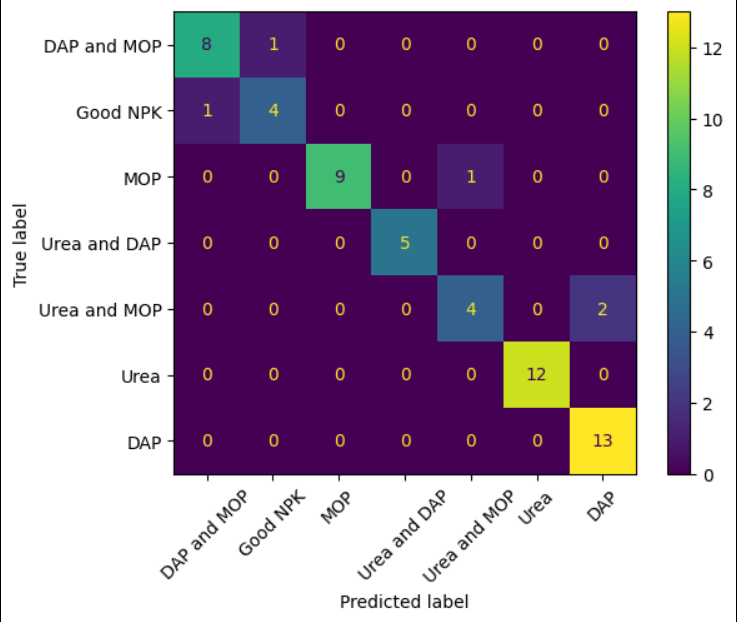 DAP and MOP 8 1 0 0 0 0 0
Good NPK 1 4 0 0 0 0 0
MOP 0 0 9 0 1 0 0
Urea and DAP 0 0 0 5 0 0 0
Urea and MOP 0 0 0 0 4 0 2
Urea 0 0 0 0 0 12 0
DAP 0 0 0 0 0 0 13
True label
DAP and MOP Good NPK MOP Urea and DAP Urea and MOP Urea DAP
Predicted label
12
10
8
6
4
2
0